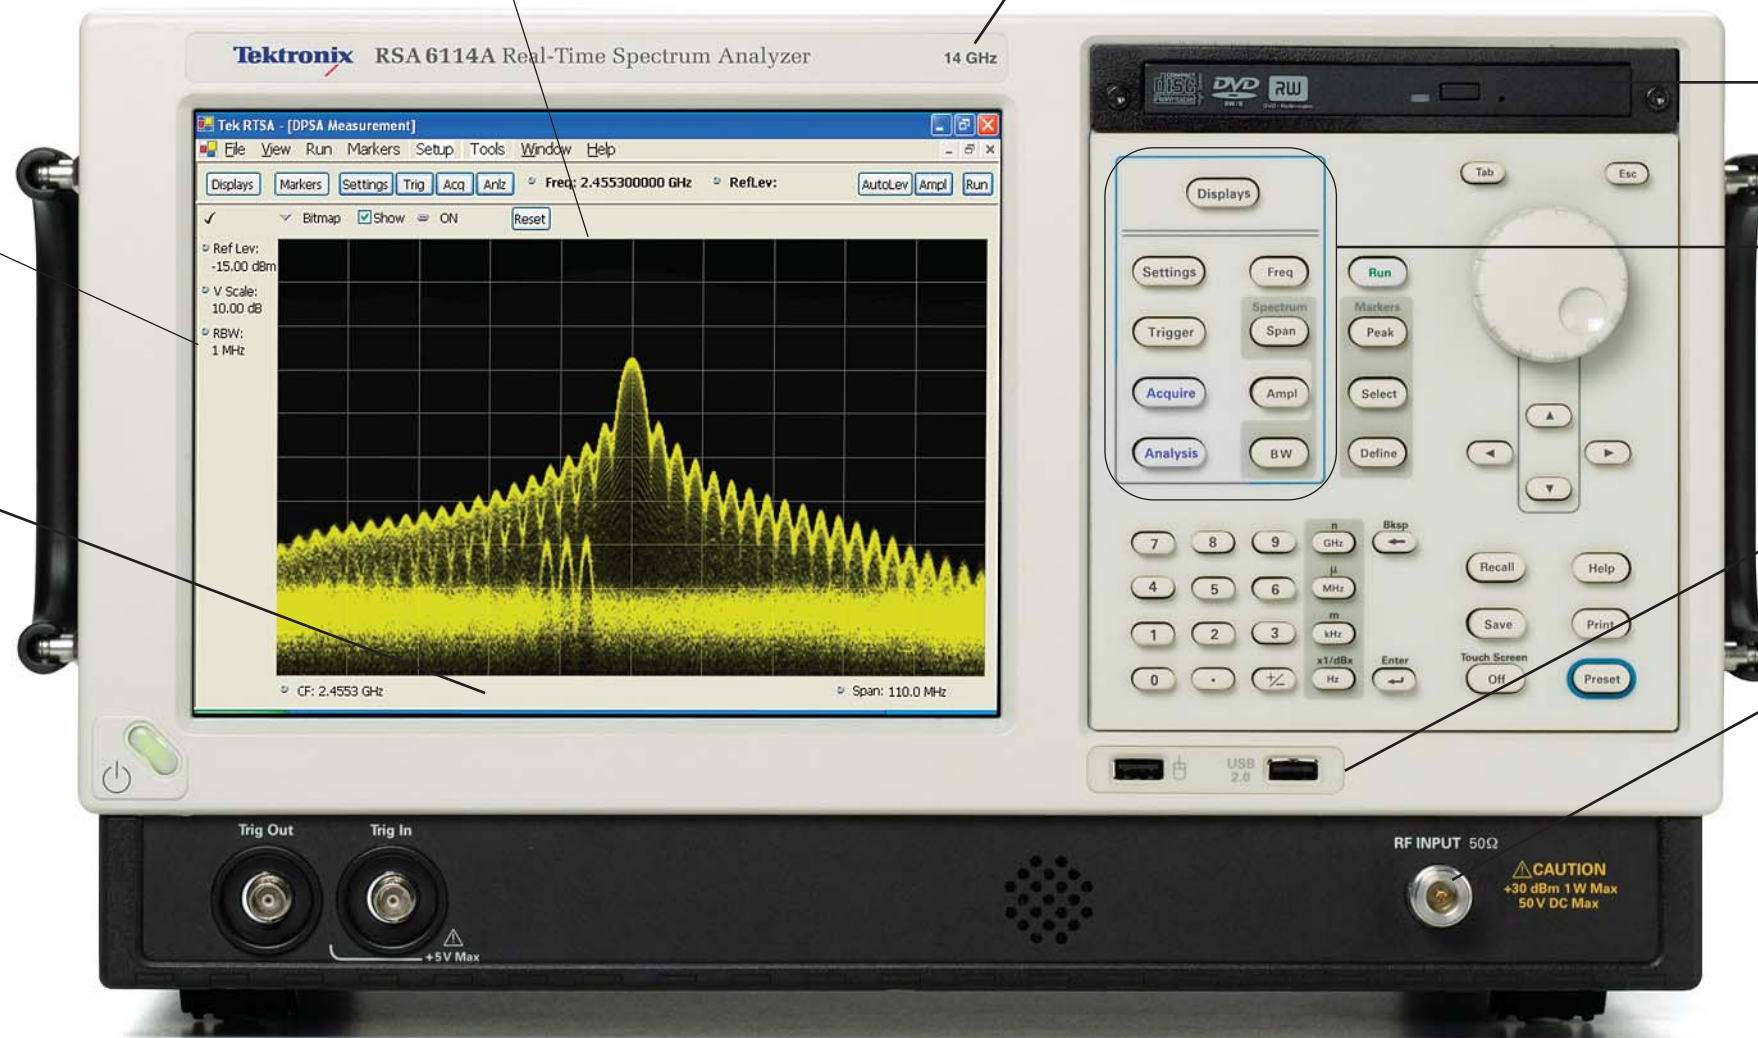 Tektronix RSA 6114A Real-Time Spectrum Analyzer
14 GHz
Tek RTSA - [DPSA Measurement]
File View Run Markers Setup Tools Window Help
Displays Markers Settings Trig Acq Anlz Freq: 2.455300000 GHz RefLev: AutoLev Ampl Run
Bitmap Show ON Reset
Ref Lev:
-15.00 dBm
V Scale:
10.00 dB
RBW:
1 MHz
CF: 2.4553 GHz Span: 110.0 MHz
COMPACT
disc
DVD
RW
Tab Esc
Displays
Settings Freq Run
Spectrum Markers
Trigger Span Peak
Acquire Ampl Select
Analysis BW Define
n Bksp
7 8 9 GHz
µ
4 5 6 MHz
m
1 2 3 kHz
x1/dBx Enter
0 . +/− Hz
Recall Help
Save Print
Touch Screen
Off Preset
USB
2.0
Trig Out Trig In
+5V Max
RF INPUT 50Ω
CAUTION
+30 dBm 1W Max
50V DC Max